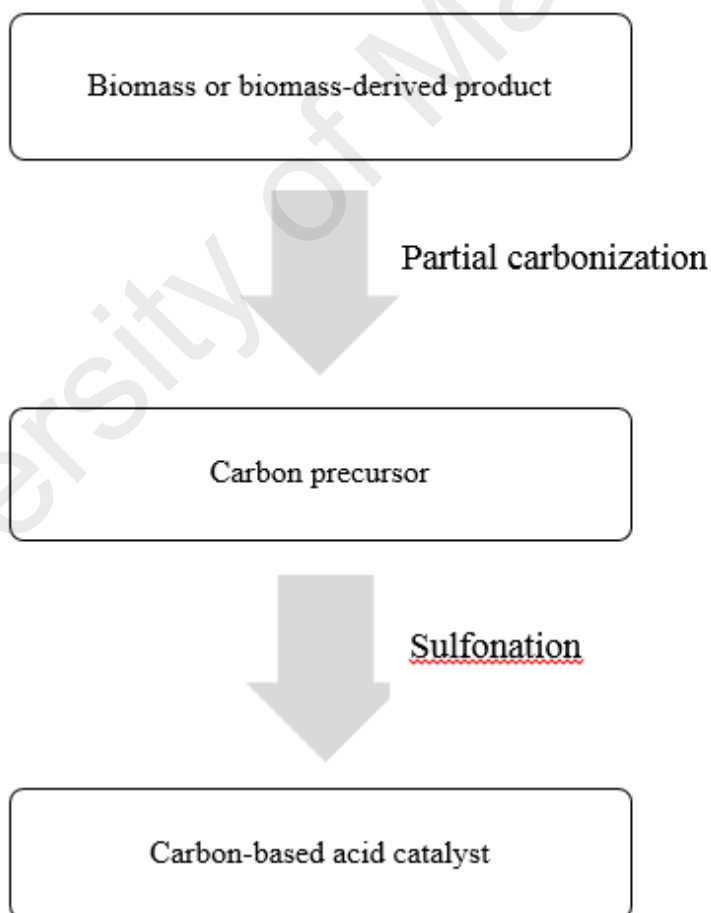 Biomass or biomass-derived product
Partial carbonization
Carbon precursor
Sulfonation
Carbon-based acid catalyst